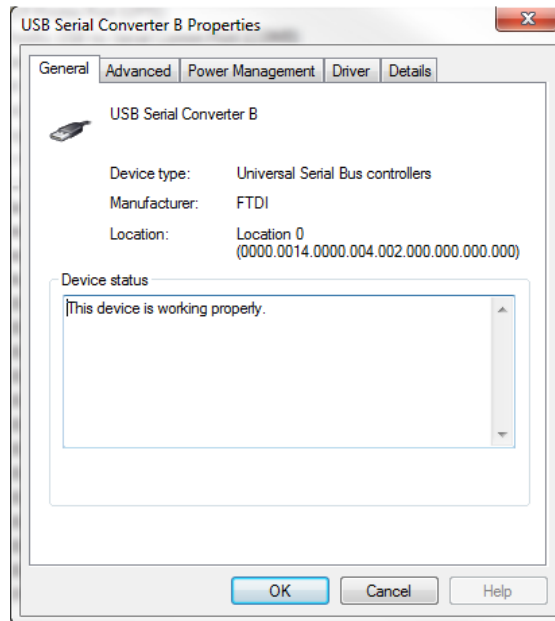 USB Serial Converter B Properties
General Advanced Power Management Driver Details
USB Serial Converter B
Device type: Universal Serial Bus controllers
Manufacturer: FTDI
Location: Location 0
(0000.0014.0000.004.002.000.000.000.000)
Device status
This device is working properly.
OK Cancel Help